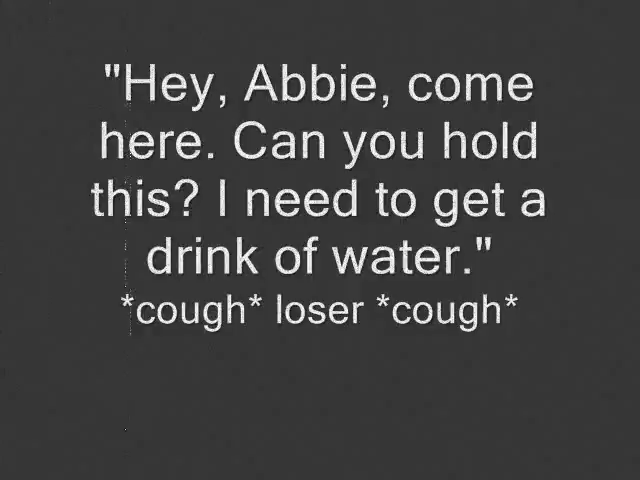 "Hey, Abbie, come
here. Can you hold
this? I need to get a
drink of water."
*cough* loser *cough*